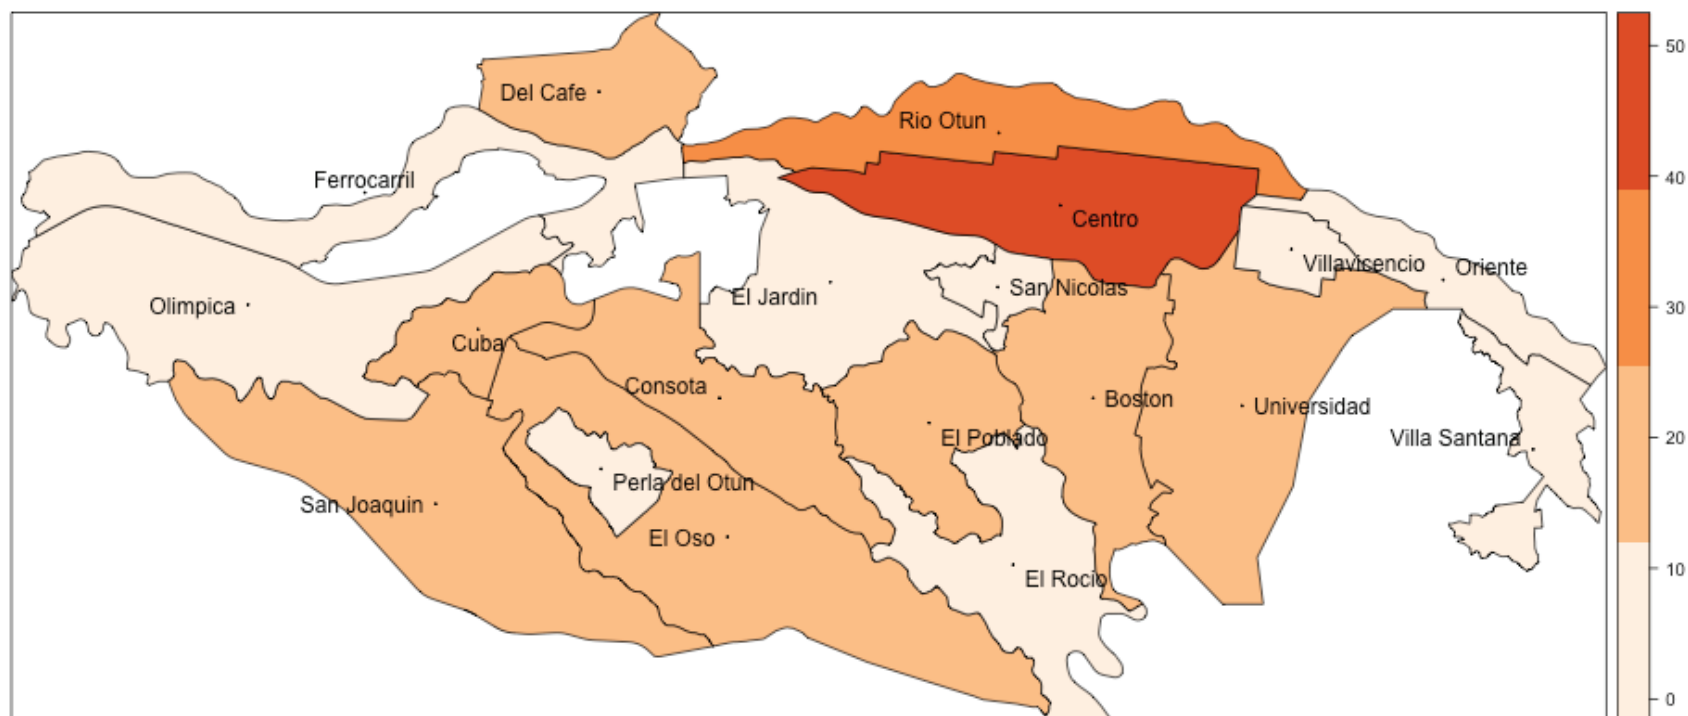 Del Cafe
Rio Otun
Ferrocarril
Centro
Villavicencio
Oriente
Olimpica
El Jardin
San Nicolas
Cuba
Consota
Boston
Universidad
El Poblado
Villa Santana
Perla del Otun
San Joaquin
El Oso
El Rocio
50
40
30
20
10
0